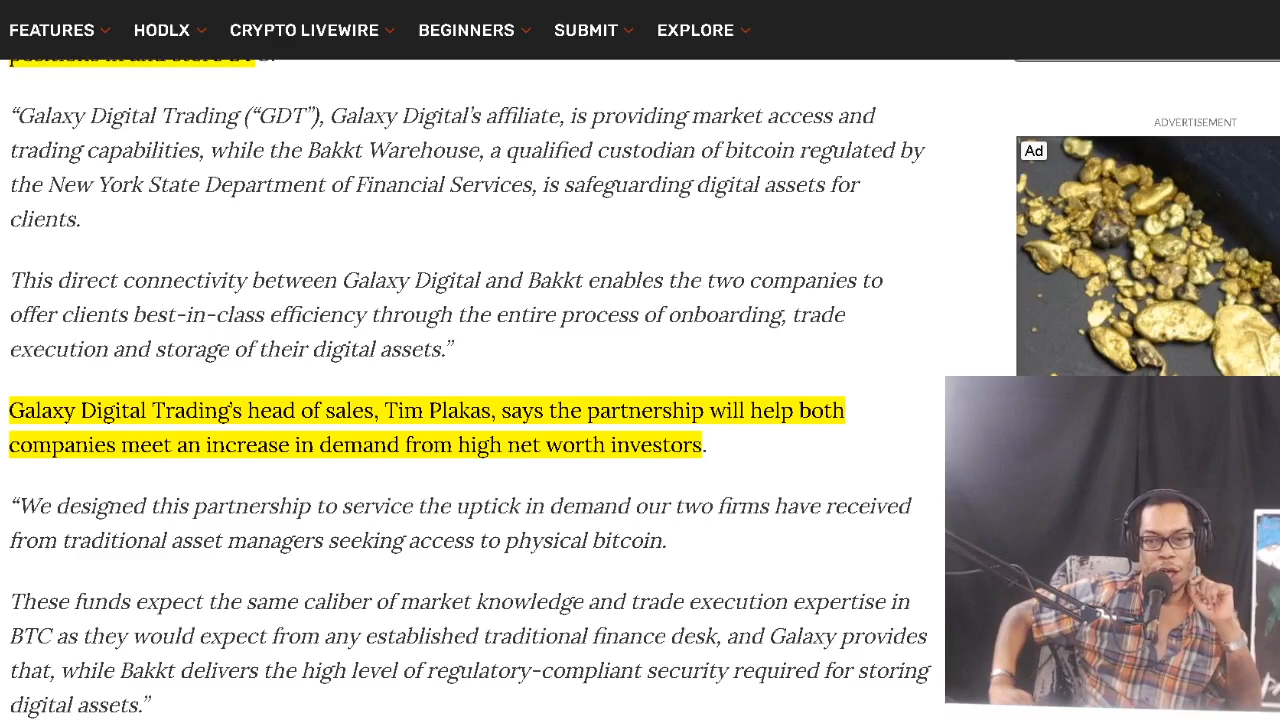 FEATURES HODLX CRYPTO LIVEWIRE BEGINNERS SUBMIT EXPLORE
ADVERTISEMENT
Ad
“Galaxy Digital Trading (“GDT”), Galaxy Digital’s affiliate, is providing market access and
trading capabilities, while the Bakkt Warehouse, a qualified custodian of bitcoin regulated by
the New York State Department of Financial Services, is safeguarding digital assets for
clients.
This direct connectivity between Galaxy Digital and Bakkt enables the two companies to
offer clients best-in-class efficiency through the entire process of onboarding, trade
execution and storage of their digital assets.”
Galaxy Digital Trading’s head of sales, Tim Plakas, says the partnership will help both
companies meet an increase in demand from high net worth investors.
“We designed this partnership to service the uptick in demand our two firms have received
from traditional asset managers seeking access to physical bitcoin.
These funds expect the same caliber of market knowledge and trade execution expertise in
BTC as they would expect from any established traditional finance desk, and Galaxy provides
that, while Bakkt delivers the high level of regulatory-compliant security required for storing
digital assets.”